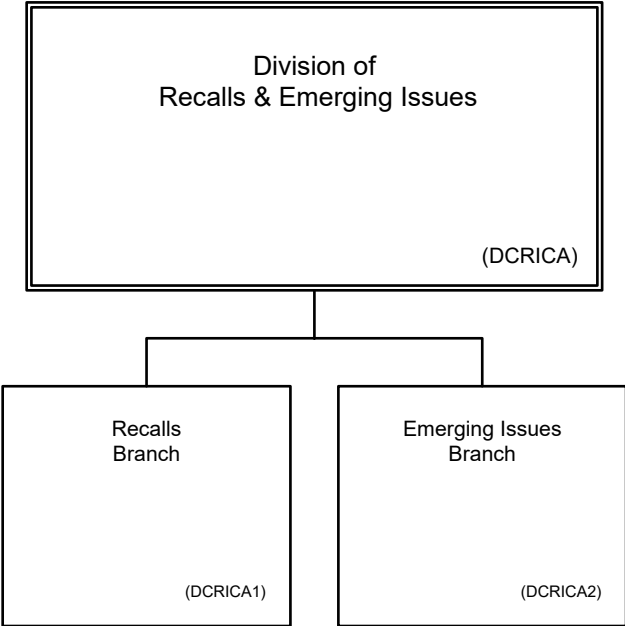 Division of
Recalls & Emerging Issues
(DCRICA)
Recalls
Branch
(DCRICA1)
Emerging Issues
Branch
(DCRICA2)